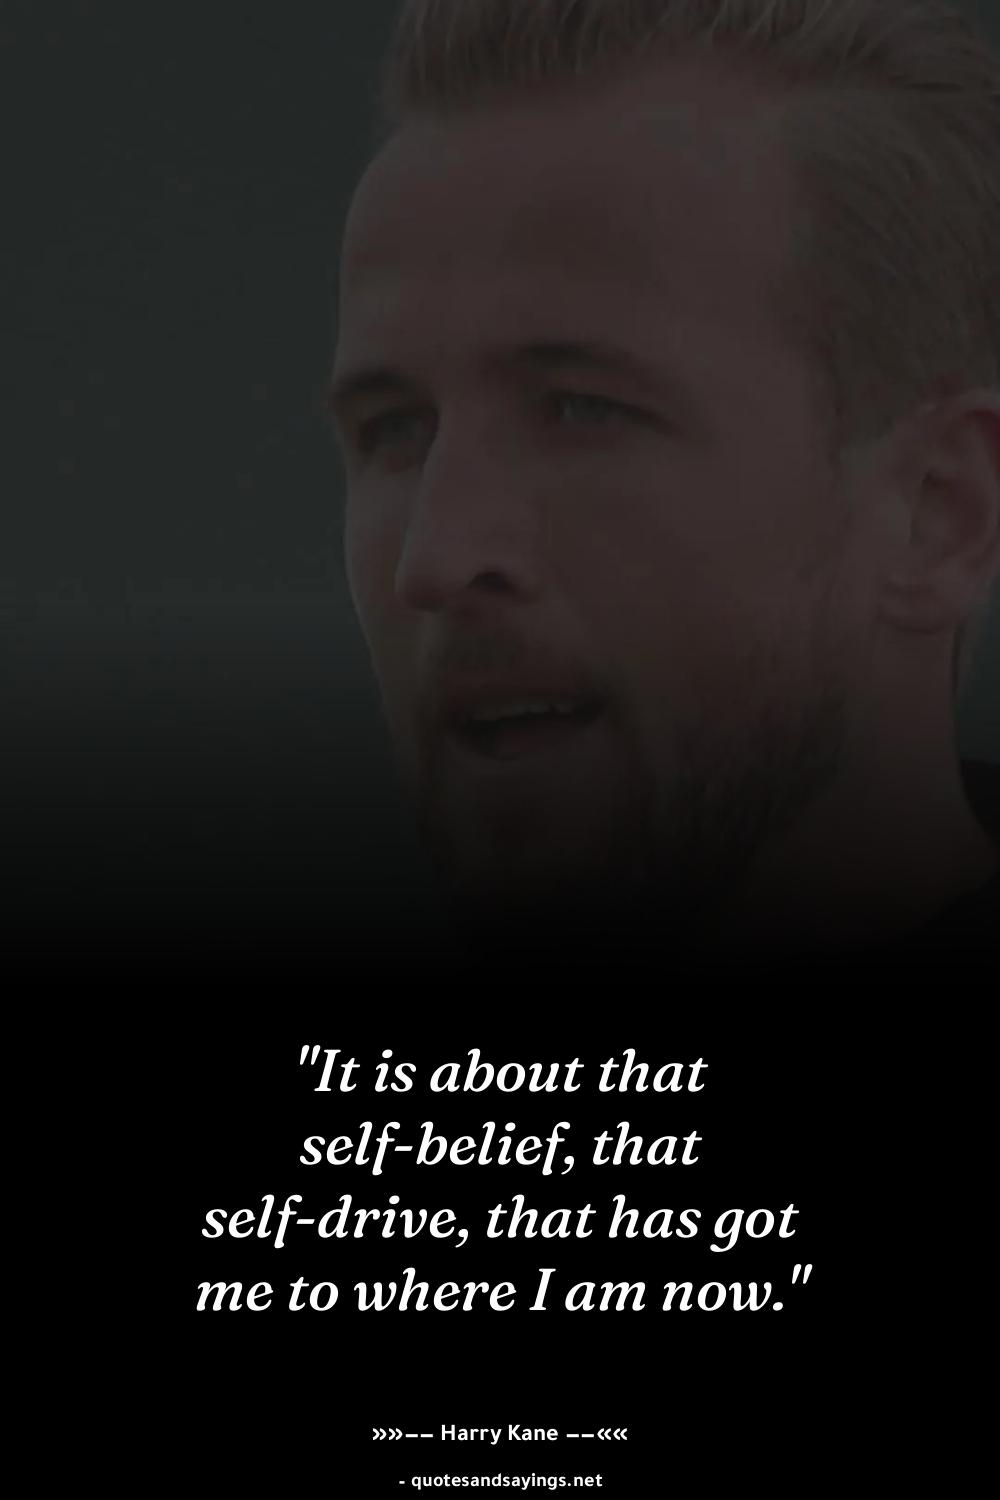 "It is about that
self-belief, that
self-drive, that has got
me to where I am now."
»»−− Harry Kane −−««
- quotesandsayings.net